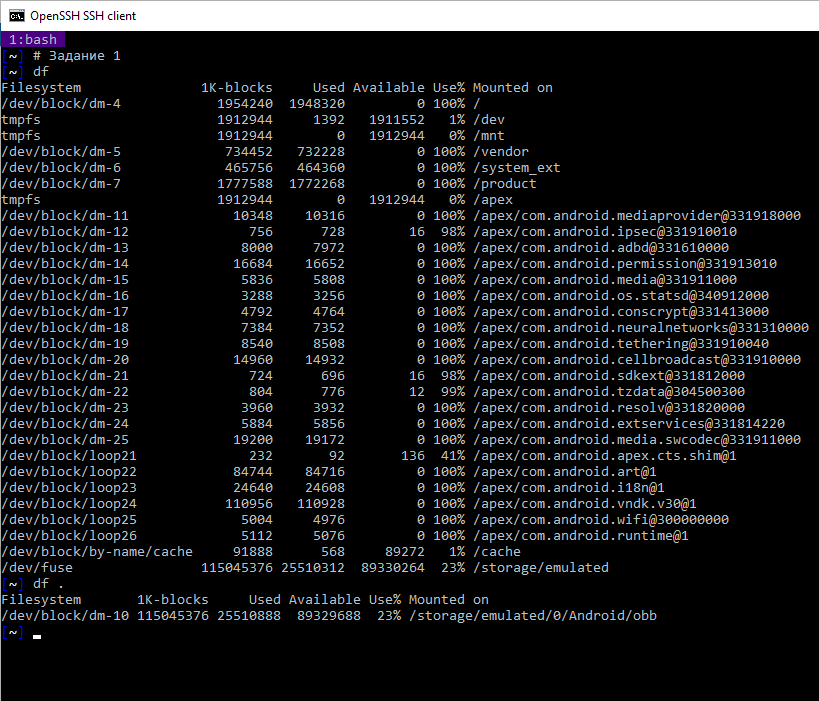 OpenSSH SSH client
1:bash
[~] # Задание 1
[~] df
Filesystem               1K-blocks     Used Available Use% Mounted on
/dev/block/dm-4            1954240  1948320         0 100% /
tmpfs                      1912944     1392   1911552   1% /dev
tmpfs                      1912944        0   1912944   0% /mnt
/dev/block/dm-5             734452   732228         0 100% /vendor
/dev/block/dm-6             465756   464360         0 100% /system_ext
/dev/block/dm-7            1777588  1772268         0 100% /product
tmpfs                      1912944        0   1912944   0% /apex
/dev/block/dm-11             10348    10316         0 100% /apex/com.android.mediaprovider@331918000
/dev/block/dm-12               756      728        16  98% /apex/com.android.ipsec@331910010
/dev/block/dm-13              8000     7972         0 100% /apex/com.android.adbd@331610000
/dev/block/dm-14             16684    16652         0 100% /apex/com.android.permission@331913010
/dev/block/dm-15              5836     5808         0 100% /apex/com.android.media@331911000
/dev/block/dm-16              3288     3256         0 100% /apex/com.android.os.statsd@340912000
/dev/block/dm-17              4792     4764         0 100% /apex/com.android.conscrypt@331413000
/dev/block/dm-18              7384     7352         0 100% /apex/com.android.neuralnetworks@331310000
/dev/block/dm-19              8540     8508         0 100% /apex/com.android.tethering@331910040
/dev/block/dm-20             14960    14932         0 100% /apex/com.android.cellbroadcast@331910000
/dev/block/dm-21               724      696        16  98% /apex/com.android.sdkext@331812000
/dev/block/dm-22               804      776        12  99% /apex/com.android.tzdata@304500300
/dev/block/dm-23              3960     3932         0 100% /apex/com.android.resolv@331820000
/dev/block/dm-24              5884     5856         0 100% /apex/com.android.extservices@331814220
/dev/block/dm-25             19200    19172         0 100% /apex/com.android.media.swcodec@331911000
/dev/block/loop21              232       92       136  41% /apex/com.android.apex.cts.shim@1
/dev/block/loop22            84744    84716         0 100% /apex/com.android.art@1
/dev/block/loop23            24640    24608         0 100% /apex/com.android.i18n@1
/dev/block/loop24           110956   110928         0 100% /apex/com.android.vndk.v30@1
/dev/block/loop25             5004     4976         0 100% /apex/com.android.wifi@300000000
/dev/block/loop26             5112     5076         0 100% /apex/com.android.runtime@1
/dev/block/by-name/cache     91888      568     89272   1% /cache
/dev/fuse                115045376 25510312  89330264  23% /storage/emulated
[~] df .
Filesystem       1K-blocks     Used Available Use% Mounted on
/dev/block/dm-10 115045376 25510888  89329688  23% /storage/emulated/0/Android/obb
[~]